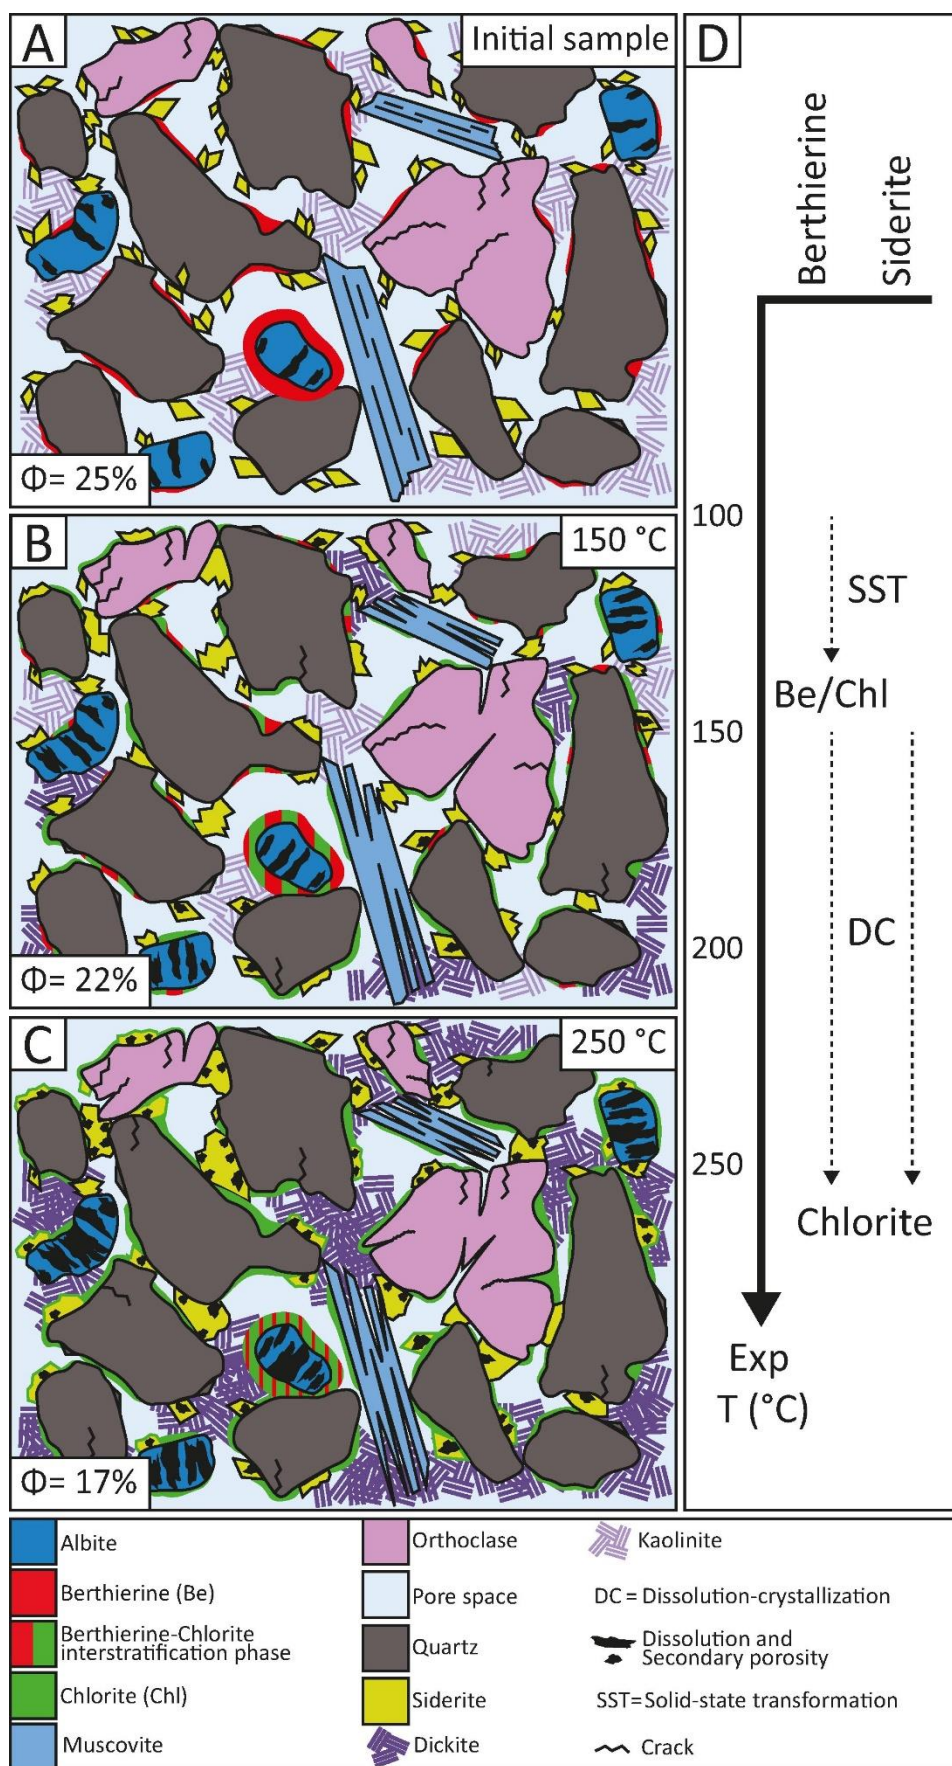 A
Initial sample
Φ= 25%
B
150 °C
Φ= 22%
C
250 °C
Φ= 17%
D
Berthierine
Siderite
100
SST
Be/Chl
150
DC
200
250
Chlorite
Exp
T (°C)
Albite
Berthierine (Be)
Berthierine-Chlorite
interstratification phase
Chlorite (Chl)
Muscovite
Orthoclase
Pore space
Quartz
Siderite
Dickite
Kaolinite
DC = Dissolution-crystallization
Dissolution and
Secondary porosity
SST=Solid-state transformation
Crack